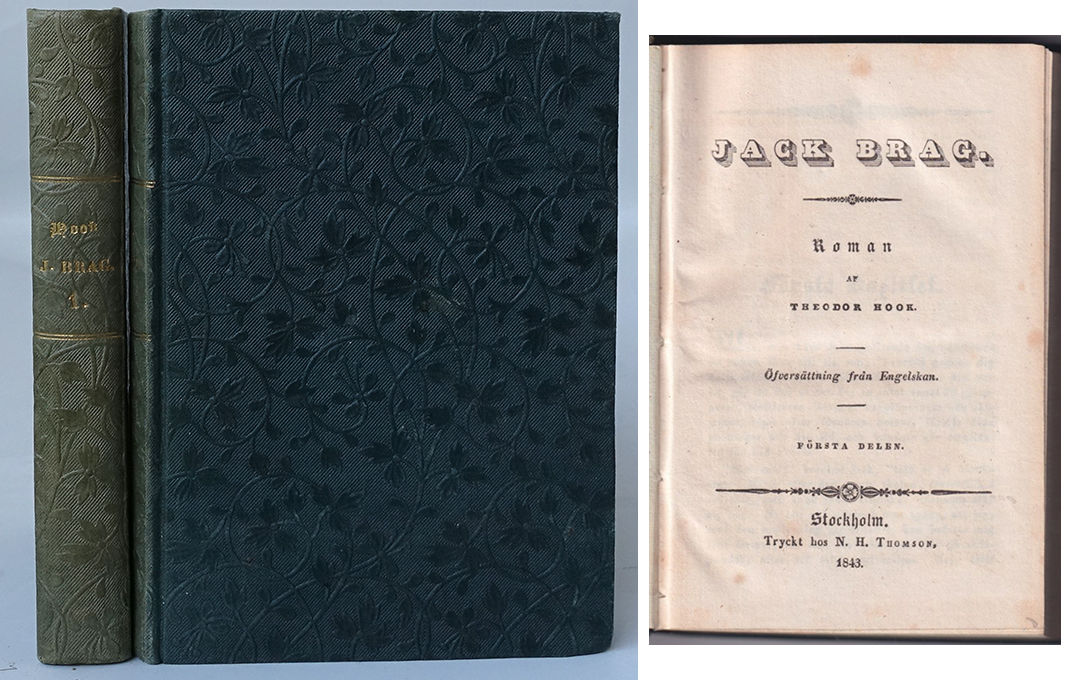 Hook
J. BRAG.
1.
JACK BRAG.
Roman
AF
THEODOR HOOK.
Öfversättning från Engelskan.
FÖRSTA DELEN.
Stockholm.
Tryckt hos N. H. THOMSON,
1843.